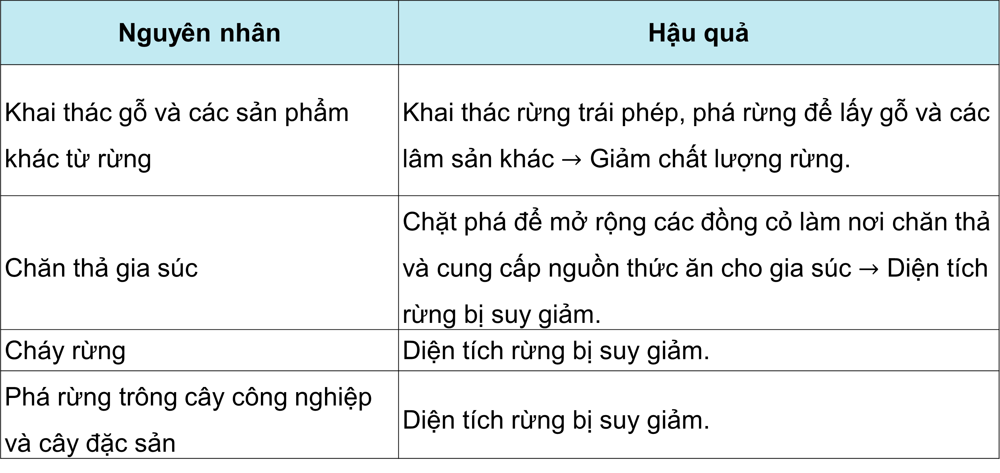 Nguyên nhân
Hậu quả
Khai thác gỗ và các sản phẩm
khác từ rừng
Khai thác rừng trái phép, phá rừng để lấy gỗ và các
lâm sản khác → Giảm chất lượng rừng.
Chăn thả gia súc
Chặt phá để mở rộng các đồng cỏ làm nơi chăn thả
và cung cấp nguồn thức ăn cho gia súc → Diện tích
rừng bị suy giảm.
Cháy rừng
Diện tích rừng bị suy giảm.
Phá rừng trông cây công nghiệp
và cây đặc sản
Diện tích rừng bị suy giảm.